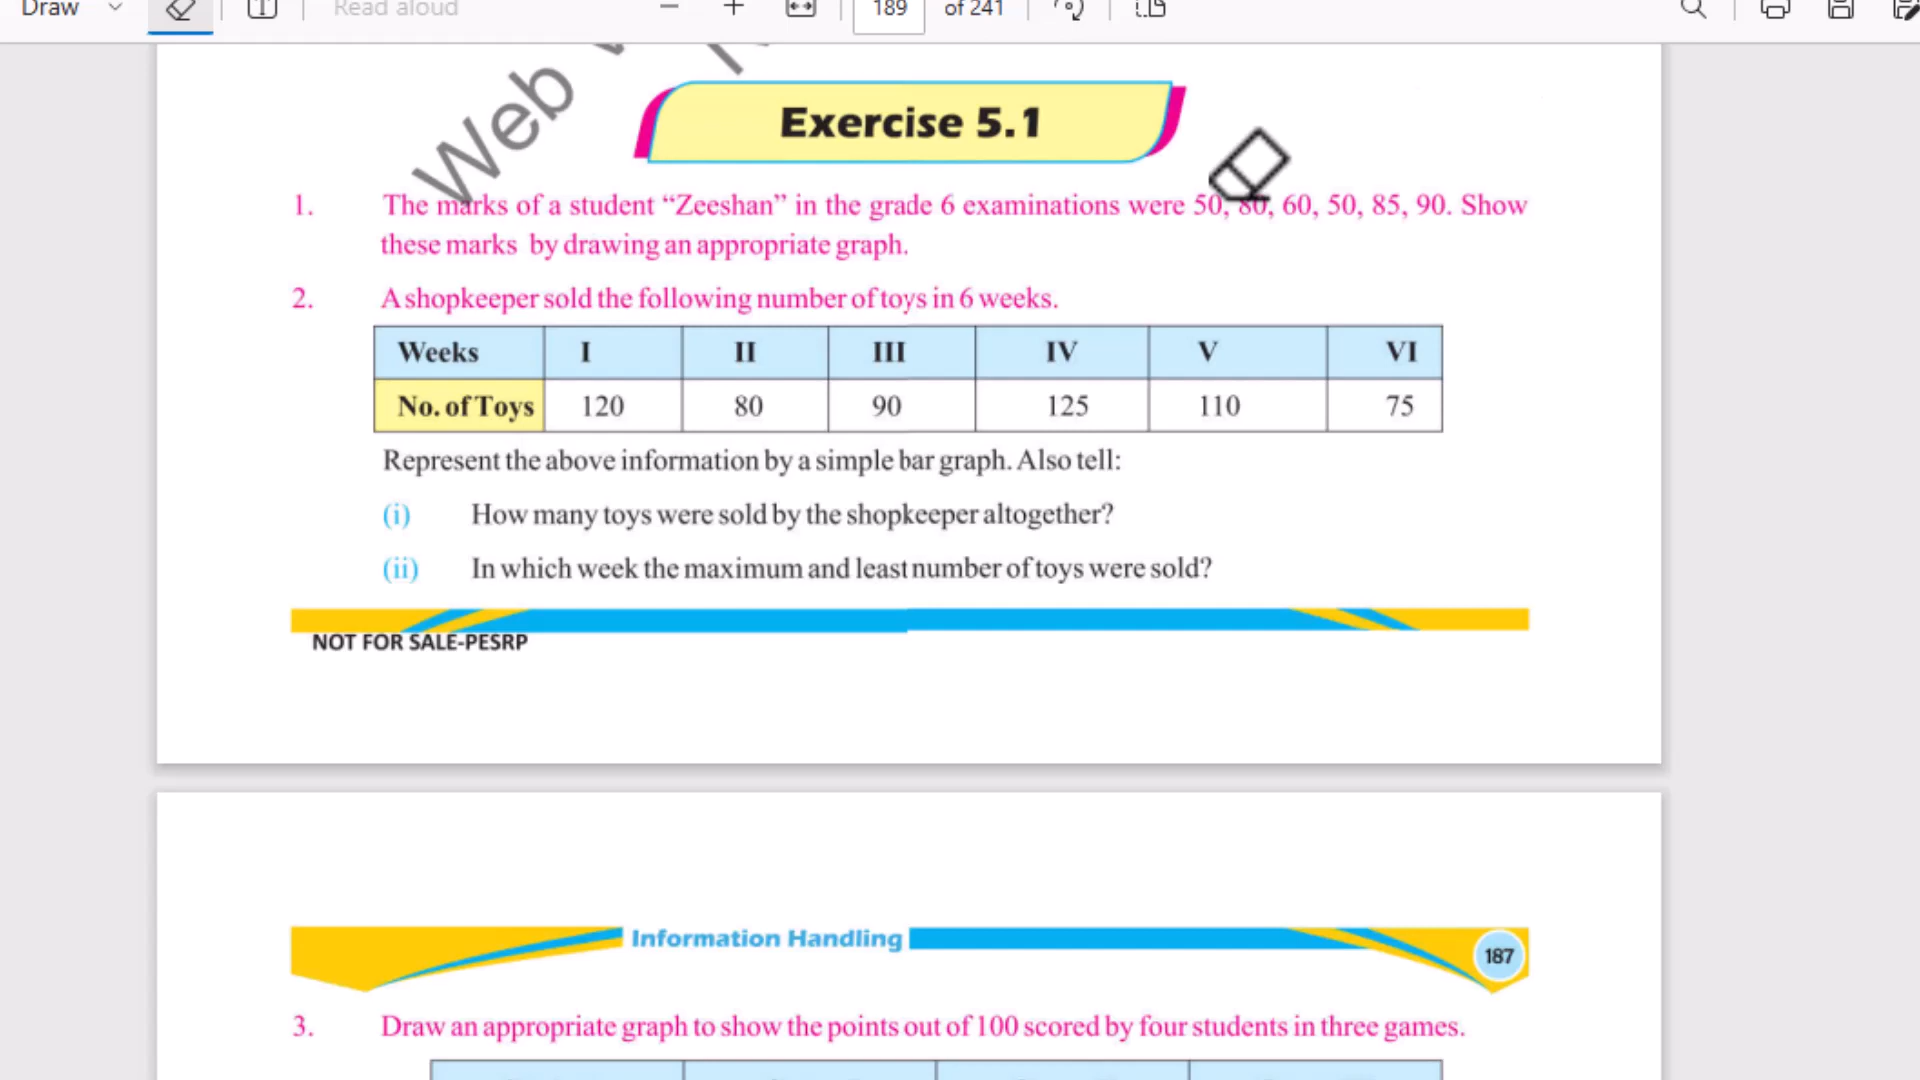 Draw
Read aloud
189 of 241
Web
Exercise 5.1
1. The marks of a student “Zeeshan” in the grade 6 examinations were 50, 80, 60, 50, 85, 90. Show
these marks by drawing an appropriate graph.
2. A shopkeeper sold the following number of toys in 6 weeks.
Weeks I II III IV V VI
No. of Toys 120 80 90 125 110 75
Represent the above information by a simple bar graph. Also tell:
(i) How many toys were sold by the shopkeeper altogether?
(ii) In which week the maximum and least number of toys were sold?
NOT FOR SALE-PESRP
Information Handling
187
3. Draw an appropriate graph to show the points out of 100 scored by four students in three games.